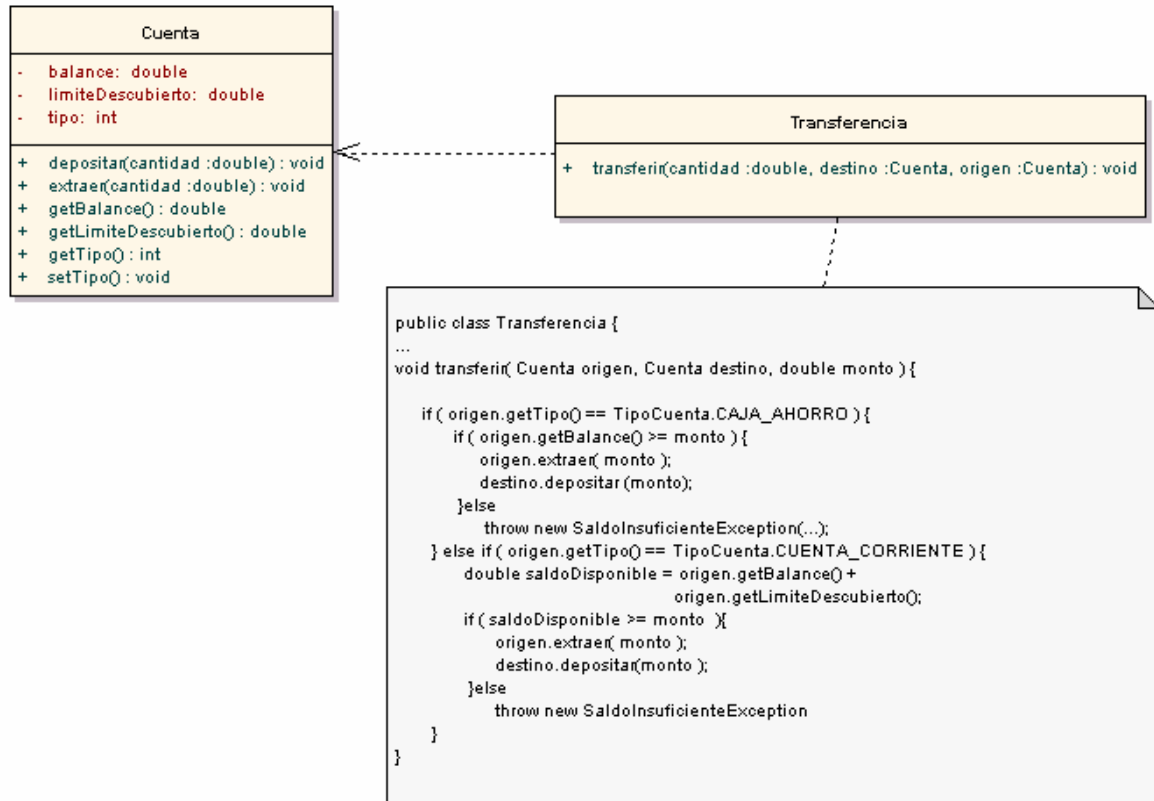 Cuenta
- balance: double
- limiteDescubierto: double
- tipo: int
+ depositar(cantidad :double) : void
+ extraer(cantidad :double) : void
+ getBalance() : double
+ getLimiteDescubierto() : double
+ getTipo() : int
+ setTipo() : void
Transferencia
+ transferir(cantidad :double, destino :Cuenta, origen :Cuenta) : void
public class Transferencia {
...
void transferir( Cuenta origen, Cuenta destino, double monto ) {
if ( origen.getTipo() == TipoCuenta.CAJA_AHORRO ) {
if ( origen.getBalance() >= monto ) {
origen.extraer( monto );
destino.depositar (monto);
}else
throw new SaldoInsuficienteException(...);
} else if ( origen.getTipo() == TipoCuenta.CUENTA_CORRIENTE ) {
double saldoDisponible = origen.getBalance() +
origen.getLimiteDescubierto();
if ( saldoDisponible >= monto ){
origen.extraer( monto );
destino.depositar(monto );
}else
throw new SaldoInsuficienteException
}
}